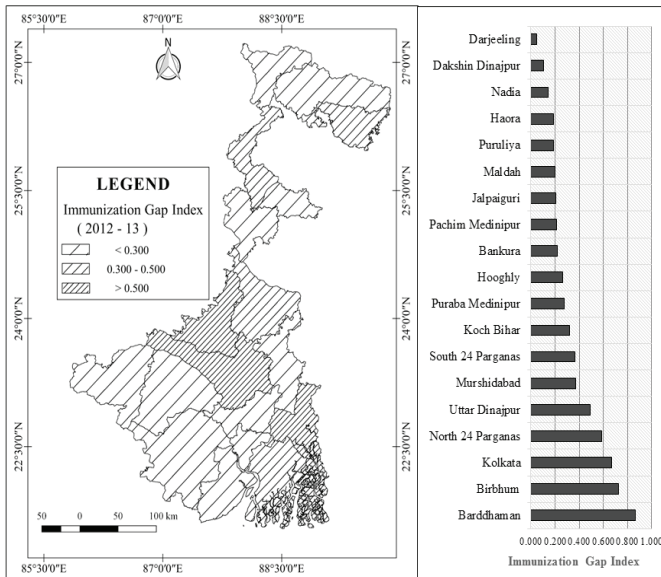 85°30'0"E 87°0'0"E 88°30'0"E
N
27°0'0"N
25°30'0"N
24°0'0"N
22°30'0"N
27°0'0"N
25°30'0"N
24°0'0"N
22°30'0"N
LEGEND
Immunization Gap Index
( 2012 - 13 )
< 0.300
0.300 - 0.500
> 0.500
50 0 50 100 km
85°30'0"E 87°0'0"E 88°30'0"E
Darjeeling
Dakshin Dinajpur
Nadia
Haora
Puruliya
Maldah
Jalpaiguri
Pachim Medinipur
Bankura
Hooghly
Puraba Medinipur
Koch Bihar
South 24 Parganas
Murshidabad
Uttar Dinajpur
North 24 Parganas
Kolkata
Birbhum
Barddhaman
0.000 0.200 0.400 0.600 0.800 1.000
Immunization Gap Index